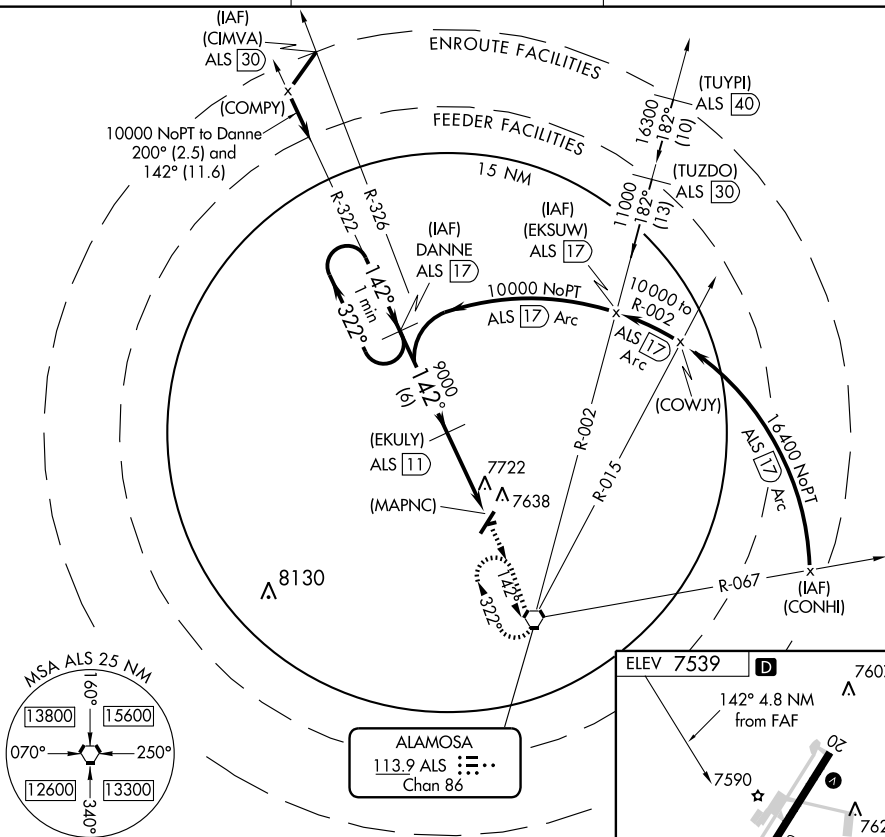 (IAF)
(CIMVA)
ALS 30
ENROUTE FACILITIES
(TUYPI)
ALS 40
(COMPY)
16300
182°
(10)
FEEDER FACILITIES
10000 NoPT to Danne
200° (2.5) and
142° (11.6)
(TUZDO)
ALS 30
15 NM
11000
182°
(13)
R-322
R-326
(IAF)
(EKSUW)
ALS 17
(IAF)
DANNE
ALS 17
142°
1 min
322°
10000 NoPT
ALS 17 Arc
10000 to
R-002
ALS 17
Arc
9000
142°
(6)
(COWJY)
16400 NoPT
ALS 17 Arc
R-002
R-015
(EKULY)
ALS 11
7722
7638
(MAPNC)
8130
142°
322°
R-067
(IAF)
(CONHI)
MSA ALS 25 NM
160°
13800
15600
070°
250°
12600
13300
340°
ALAMOSA
113.9 ALS
Chan 86
ELEV 7539
D
142° 4.8 NM
from FAF
20
7590